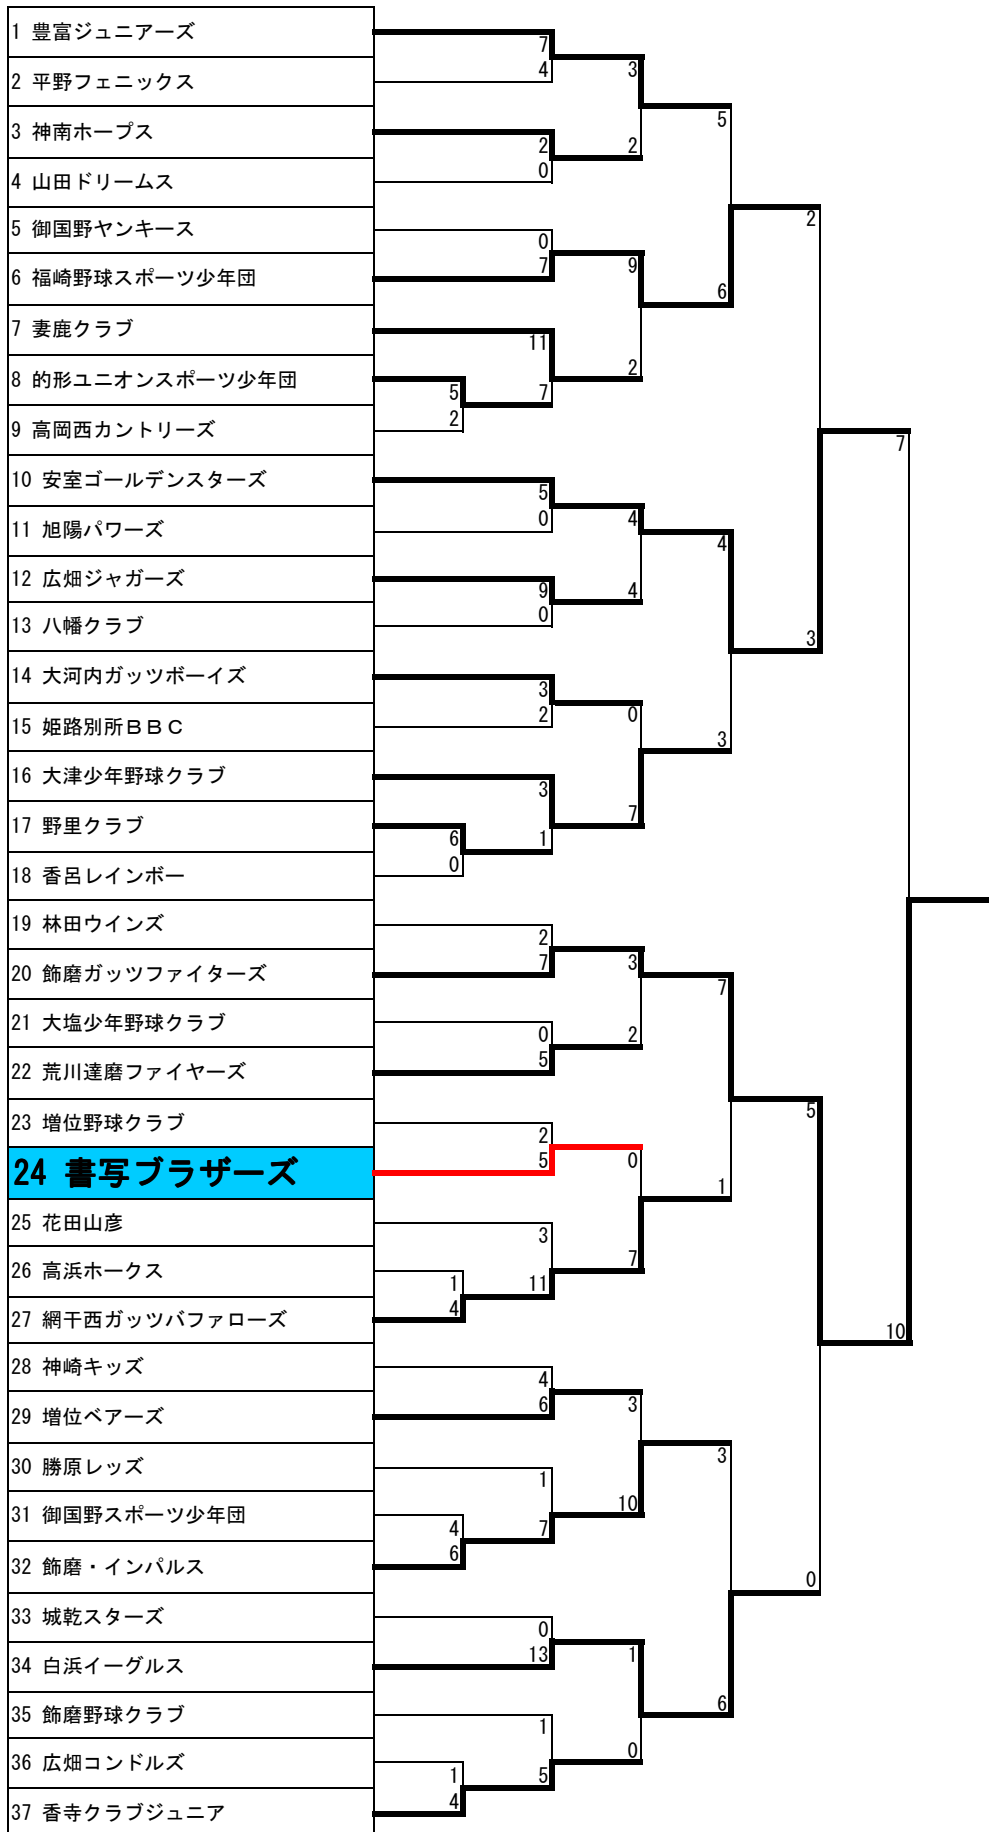 1 豊富ジュニアーズ
7
4
3
2 平野フェニックス
5
3 神南ホープス
2
2
0
4 山田ドリームス
2
5 御国野ヤンキース
0
7
9
6 福崎野球スポーツ少年団
6
7 妻鹿クラブ
11
2
8 的形ユニオンスポーツ少年団
5
7
2
9 高岡西カントリーズ
7
10 安室ゴールデンスターズ
5
0
4
11 旭陽パワーズ
4
12 広畑ジャガーズ
9
4
0
13 八幡クラブ
3
14 大河内ガッツボーイズ
3
2
0
15 姫路別所ＢＢＣ
3
16 大津少年野球クラブ
3
7
17 野里クラブ
6
1
0
18 香呂レインボー
19 林田ウインズ
2
7
3
20 飾磨ガッツファイターズ
7
21 大塩少年野球クラブ
0
2
5
22 荒川達磨ファイヤーズ
5
23 増位野球クラブ
2
5
0
24 書写ブラザーズ
1
25 花田山彦
3
7
26 高浜ホークス
1
11
4
27 網干西ガッツバファローズ
10
28 神崎キッズ
4
6
3
29 増位ベアーズ
3
30 勝原レッズ
1
10
31 御国野スポーツ少年団
4
7
6
32 飾磨・インパルス
0
33 城乾スターズ
0
13
1
34 白浜イーグルス
6
35 飾磨野球クラブ
1
0
36 広畑コンドルズ
1
5
4
37 香寺クラブジュニア